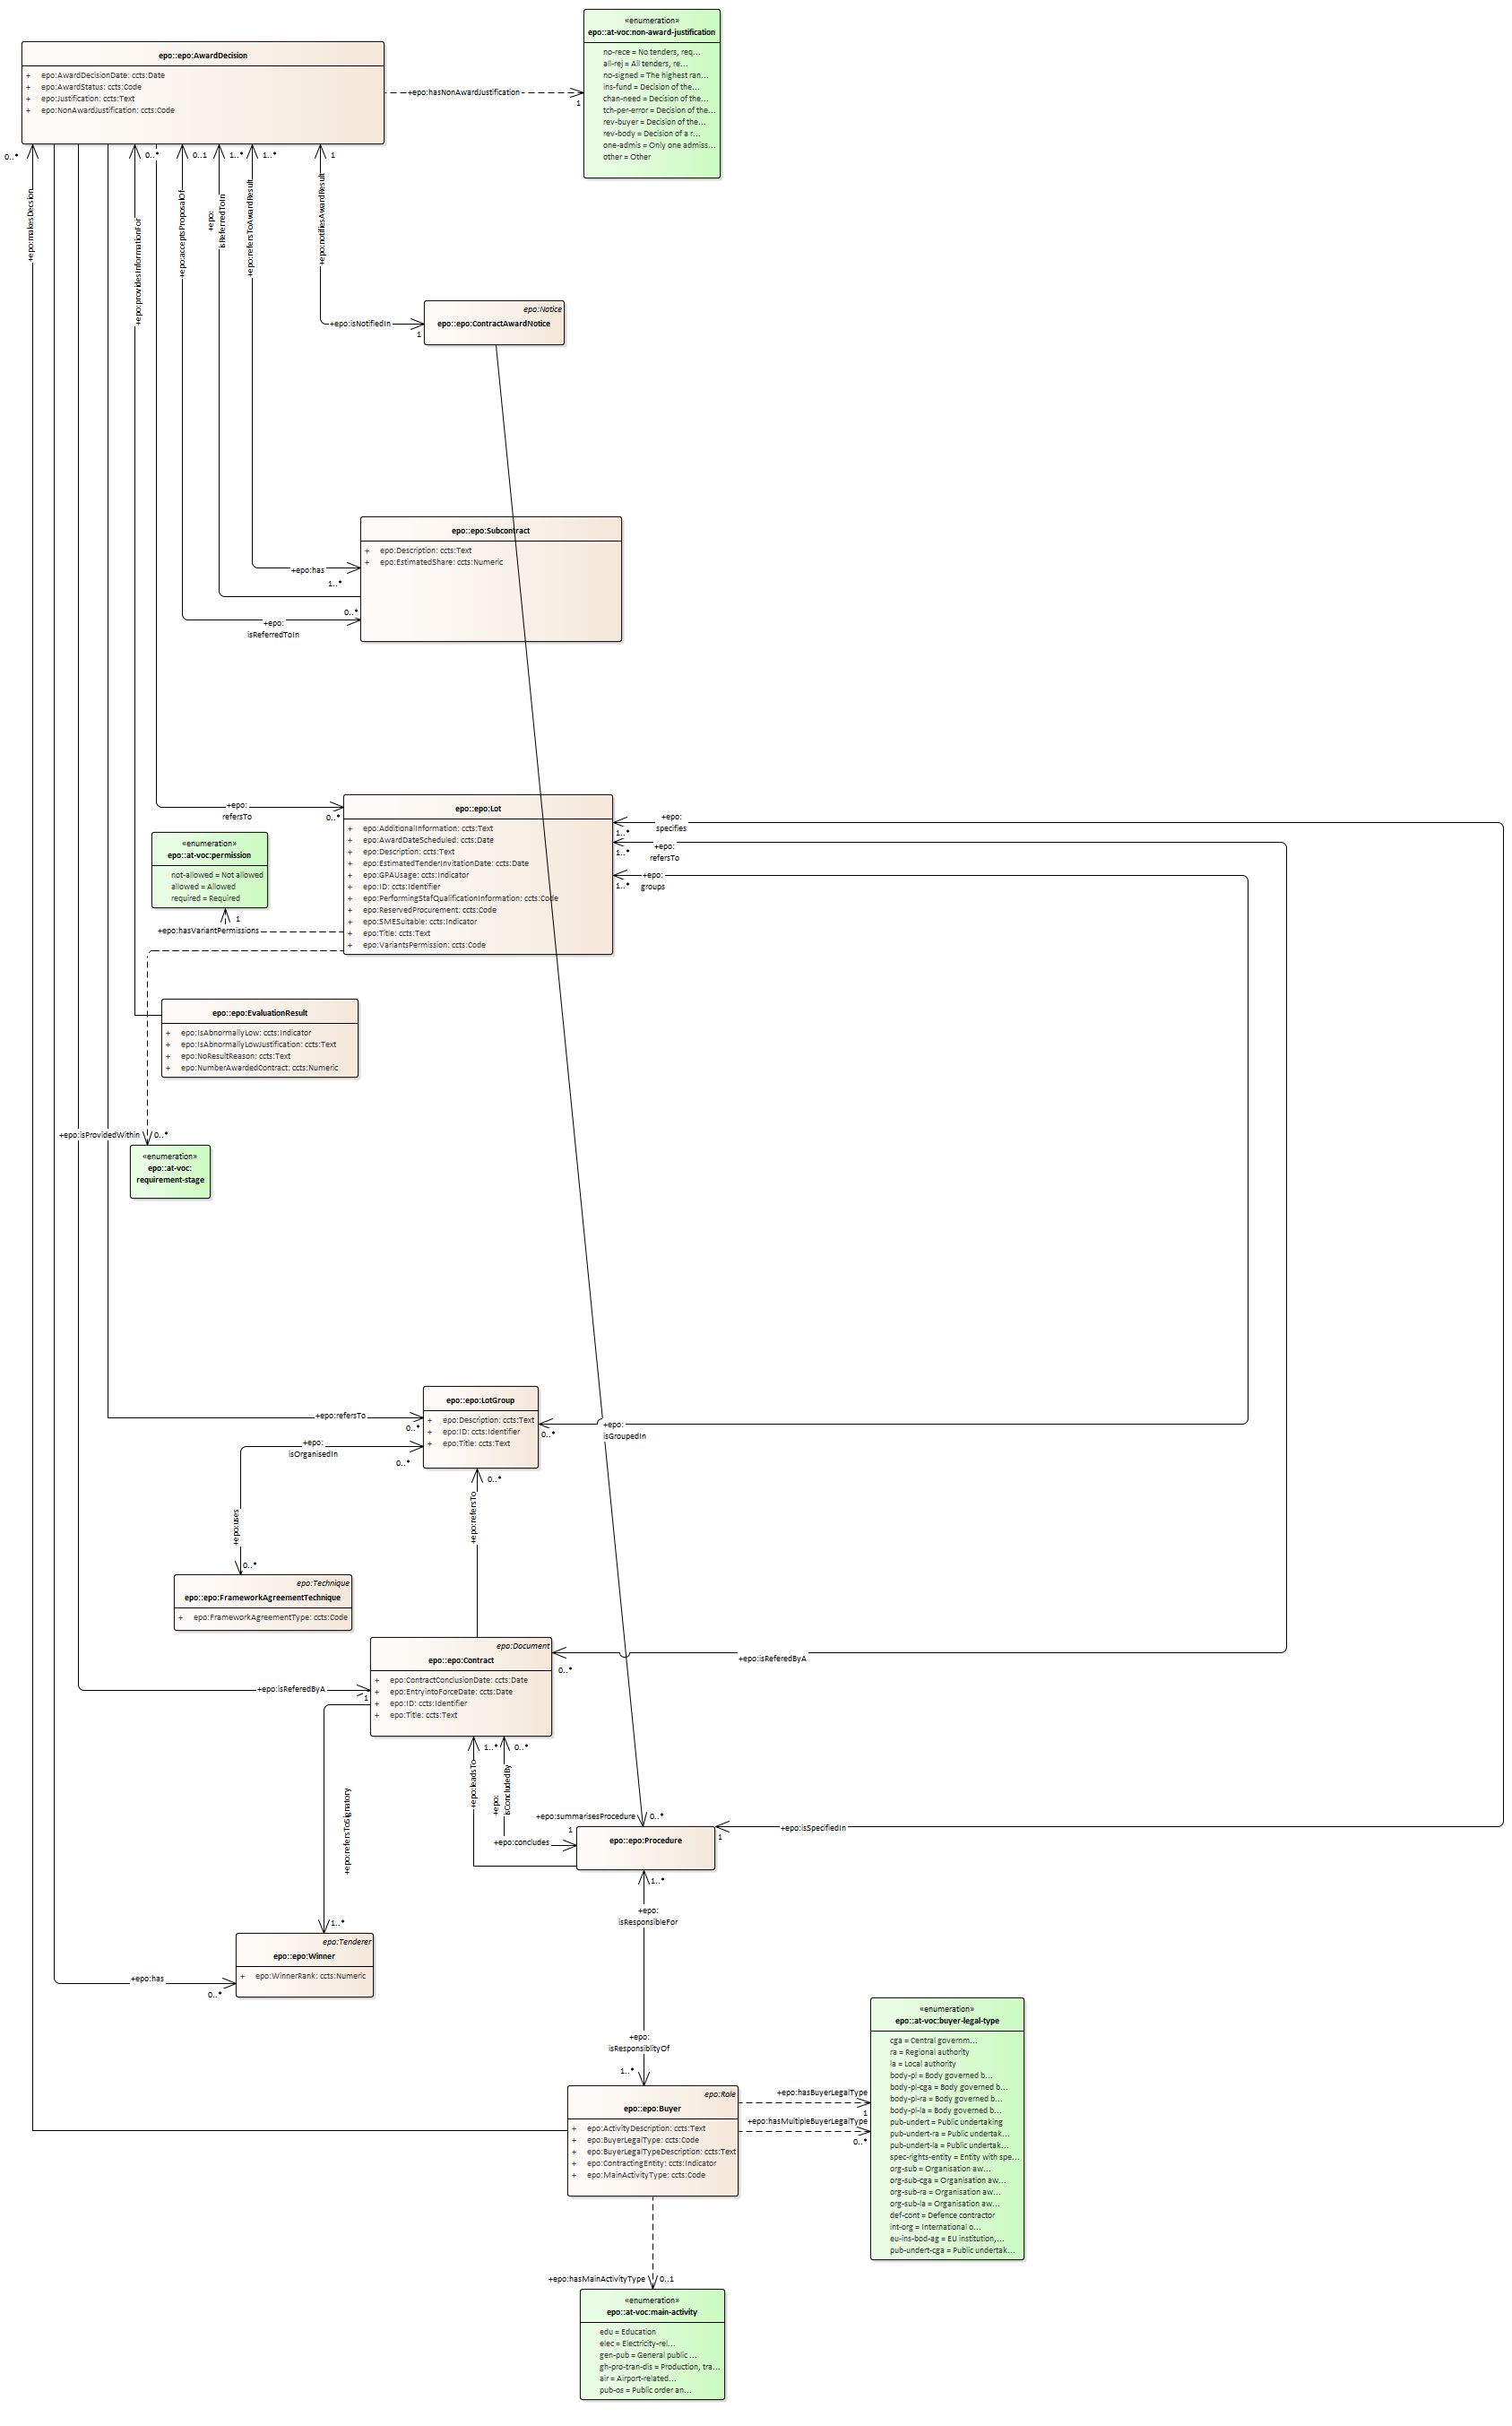 «enumeration»
epo::at-voc:non-award-justification
no-rece = No tenders, req...
all-rej = All tenders, re...
no-signed = The highest ran...
ins-fund = Decision of the...
chan-need = Decision of the...
tch-per-error = Decision of the...
rev-buyer = Decision of the...
rev-body = Decision of a r...
one-admis = Only one admiss...
other = Other
epo::epo:AwardDecision
+ epo:AwardDecisionDate: ccts:Date
+ epo:AwardStatus: ccts:Code
+ epo:Justification: ccts:Text
+ epo:NonAwardJustification: ccts:Code
+epo:hasNonAwardJustification
1
0..*
0..*
0..1
1..*
1..*
1
+epo:makesDecsion
+epo:providesInformationFor
+epo:acceptsProposalOf
+epo:
isReferredToIn
+epo:refersToAwardResult
+epo:notifiesAwardResult
epo:Notice
epo::epo:ContractAwardNotice
+epo:isNotifiedIn
1
epo::epo:Subcontract
+ epo:Description: ccts:Text
+ epo:EstimatedShare: ccts:Numeric
+epo:has
1..*
0..*
+epo:
isReferredToIn
+epo:
refersTo
0..*
epo::epo:Lot
+ epo:AdditionalInformation: ccts:Text
+ epo:AwardDateScheduled: ccts:Date
+ epo:Description: ccts:Text
+ epo:EstimatedTenderInvitationDate: ccts:Date
+ epo:GPAUsage: ccts:Indicator
+ epo:ID: ccts:Identifier
+ epo:PerformingStafQualificationInformation: ccts:Code
+ epo:ReservedProcurement: ccts:Code
+ epo:SMESuitable: ccts:Indicator
+ epo:Title: ccts:Text
+ epo:VariantsPermission: ccts:Code
+epo:
specifies
1..*
+epo:
refersTo
1..*
+epo:
groups
1..*
«enumeration»
epo::at-voc:permission
not-allowed = Not allowed
allowed = Allowed
required = Required
1
+epo:hasVariantPermissions
epo::epo:EvaluationResult
+ epo:IsAbnormallyLow: ccts:Indicator
+ epo:IsAbnormallyLowJustification: ccts:Text
+ epo:NoResultReason: ccts:Text
+ epo:NumberAwardedContract: ccts:Numeric
+epo:isProvidedWithin
0..*
«enumeration»
epo::at-voc:
requirement-stage
epo::epo:LotGroup
+ epo:Description: ccts:Text
+ epo:ID: ccts:Identifier
+ epo:Title: ccts:Text
+epo:refersTo
0..*
0..*
+epo:
isGroupedIn
+epo:
isOrganisedIn
0..*
0..*
+epo:refersTo
+epo:uses
0..*
epo:Technique
epo::epo:FrameworkAgreementTechnique
+ epo:FrameworkAgreementType: ccts:Code
epo:Document
epo::epo:Contract
+ epo:ContractConclusionDate: ccts:Date
+ epo:EntryintoForceDate: ccts:Date
+ epo:ID: ccts:Identifier
+ epo:Title: ccts:Text
0..*
+epo:isReferedByA
+epo:isReferedByA
1
1..*
0..*
+epo:leadsTo
+epo:
isConcludedBy
+epo:refersToSignatory
+epo:summarisesProcedure
0..*
1
+epo:concludes
epo::epo:Procedure
1
+epo:isSpecifiedIn
1..*
+epo:
isResponsibleFor
1..*
epo:Tenderer
epo::epo:Winner
+ epo:WinnerRank: ccts:Numeric
+epo:has
0..*
+epo:
isResponsiblityOf
1..*
epo:Role
epo::epo:Buyer
+ epo:ActivityDescription: ccts:Text
+ epo:BuyerLegalType: ccts:Code
+ epo:BuyerLegalTypeDescription: ccts:Text
+ epo:ContractingEntity: ccts:Indicator
+ epo:MainActivityType: ccts:Code
+epo:hasBuyerLegalType
1
+epo:hasMultipleBuyerLegalType
0..*
«enumeration»
epo::at-voc:buyer-legal-type
cga = Central governm...
ra = Regional authority
la = Local authority
body-pl = Body governed b...
body-pl-cga = Body governed b...
body-pl-ra = Body governed b...
body-pl-la = Body governed b...
pub-undert = Public undertaking
pub-undert-ra = Public undertak...
pub-undert-la = Public undertak...
spec-rights-entity = Entity with spe...
org-sub = Organisation aw...
org-sub-cga = Organisation aw...
org-sub-ra = Organisation aw...
org-sub-la = Organisation aw...
def-cont = Defence contractor
int-org = International o...
eu-ins-bod-ag = EU institution,...
pub-undert-cga = Public undertak...
+epo:hasMainActivityType
0..1
«enumeration»
epo::at-voc:main-activity
edu = Education
elec = Electricity-rel...
gen-pub = General public ...
gh-pro-tran-dis = Production, tra...
air = Airport-related...
pub-os = Public order an...